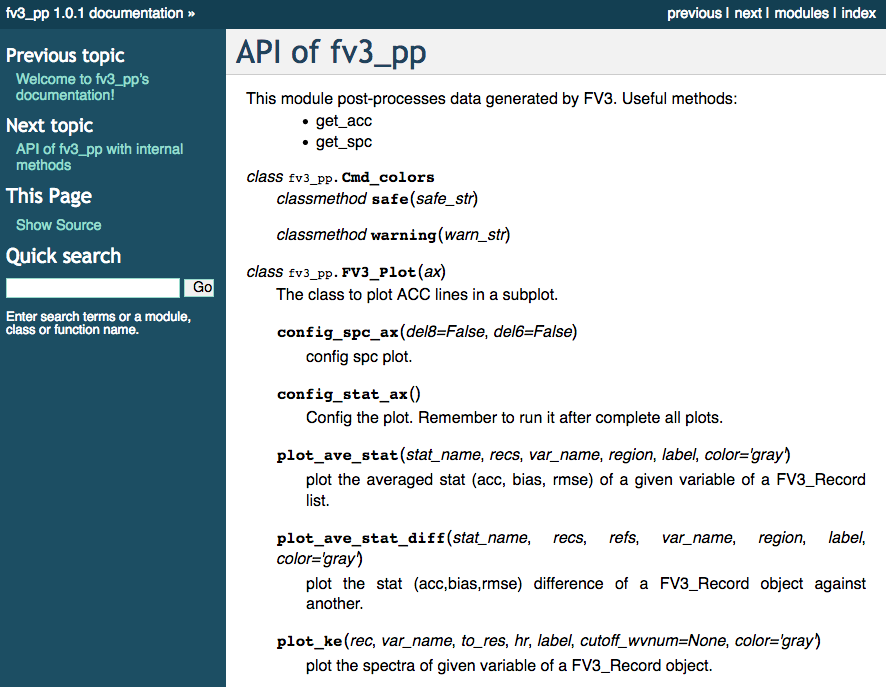 fv3_pp 1.0.1 documentation »
previous | next | modules | index
Previous topic
Welcome to fv3_pp's
documentation!
Next topic
API of fv3_pp with internal
methods
This Page
Show Source
Quick search
Go
Enter search terms or a module,
class or function name.
API of fv3_pp
This module post-processes data generated by FV3. Useful methods:
• get_acc
• get_spc
class fv3_pp.Cmd_colors
classmethod safe(safe_str)
classmethod warning(warn_str)
class fv3_pp.FV3_Plot(ax)
The class to plot ACC lines in a subplot.
config_spc_ax(del8=False, del6=False)
config spc plot.
config_stat_ax()
Config the plot. Remember to run it after complete all plots.
plot_ave_stat(stat_name, recs, var_name, region, label, color='gray')
plot the averaged stat (acc, bias, rmse) of a given variable of a FV3_Record
list.
plot_ave_stat_diff(stat_name, recs, refs, var_name, region, label,
color='gray')
plot the stat (acc,bias,rmse) difference of a FV3_Record object against
another.
plot_ke(rec, var_name, to_res, hr, label, cutoff_wvnum=None, color='gray')
plot the spectra of given variable of a FV3_Record object.